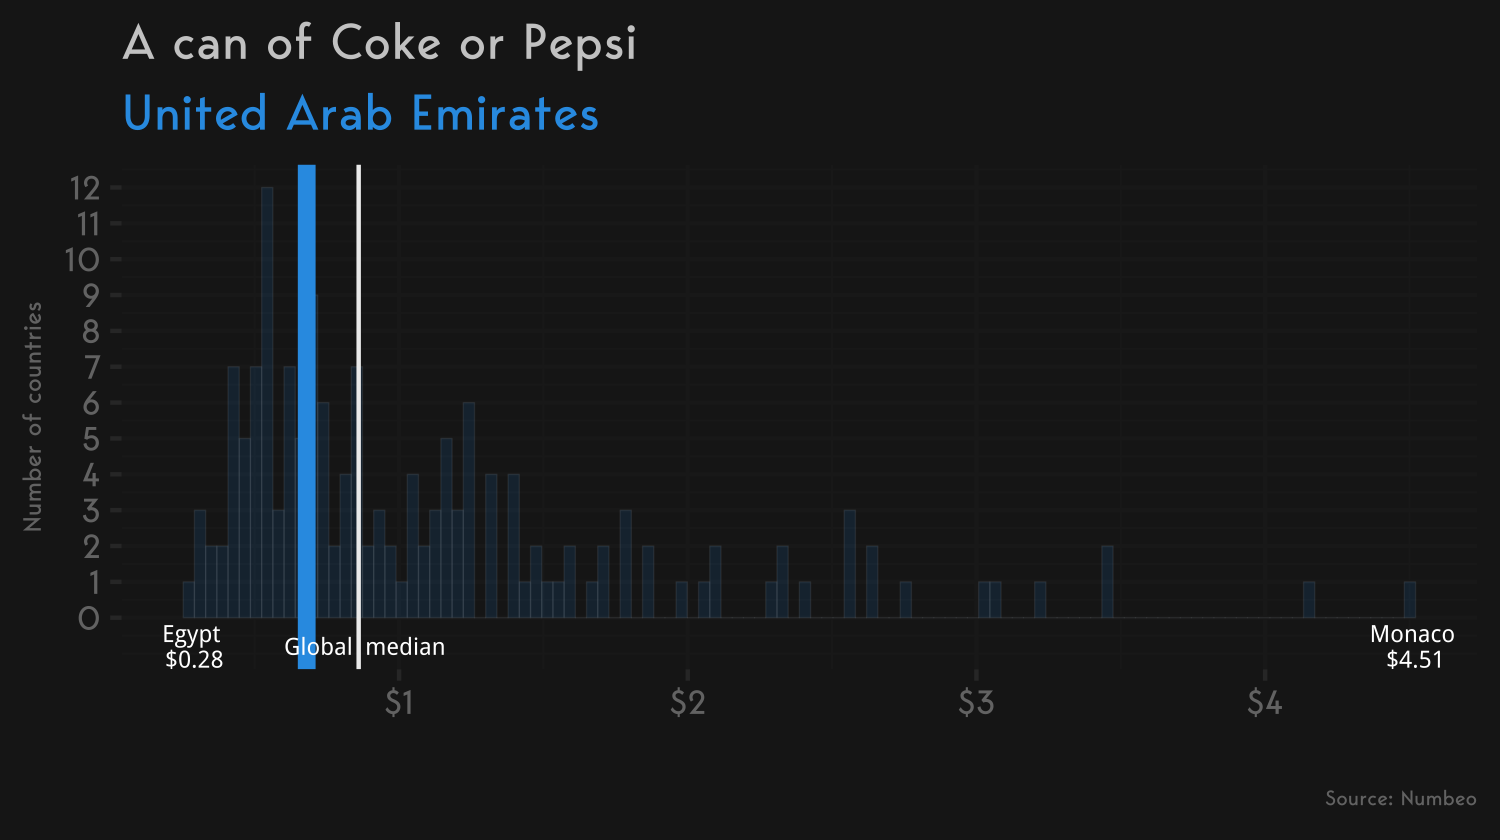 A can of Coke or Pepsi
United Arab Emirates
Number of countries
12
11
10
9
8
7
6
5
4
3
2
1
0
Egypt
$0.28
Global median
Monaco
$4.51
$1 $2 $3 $4
Source: Numbeo